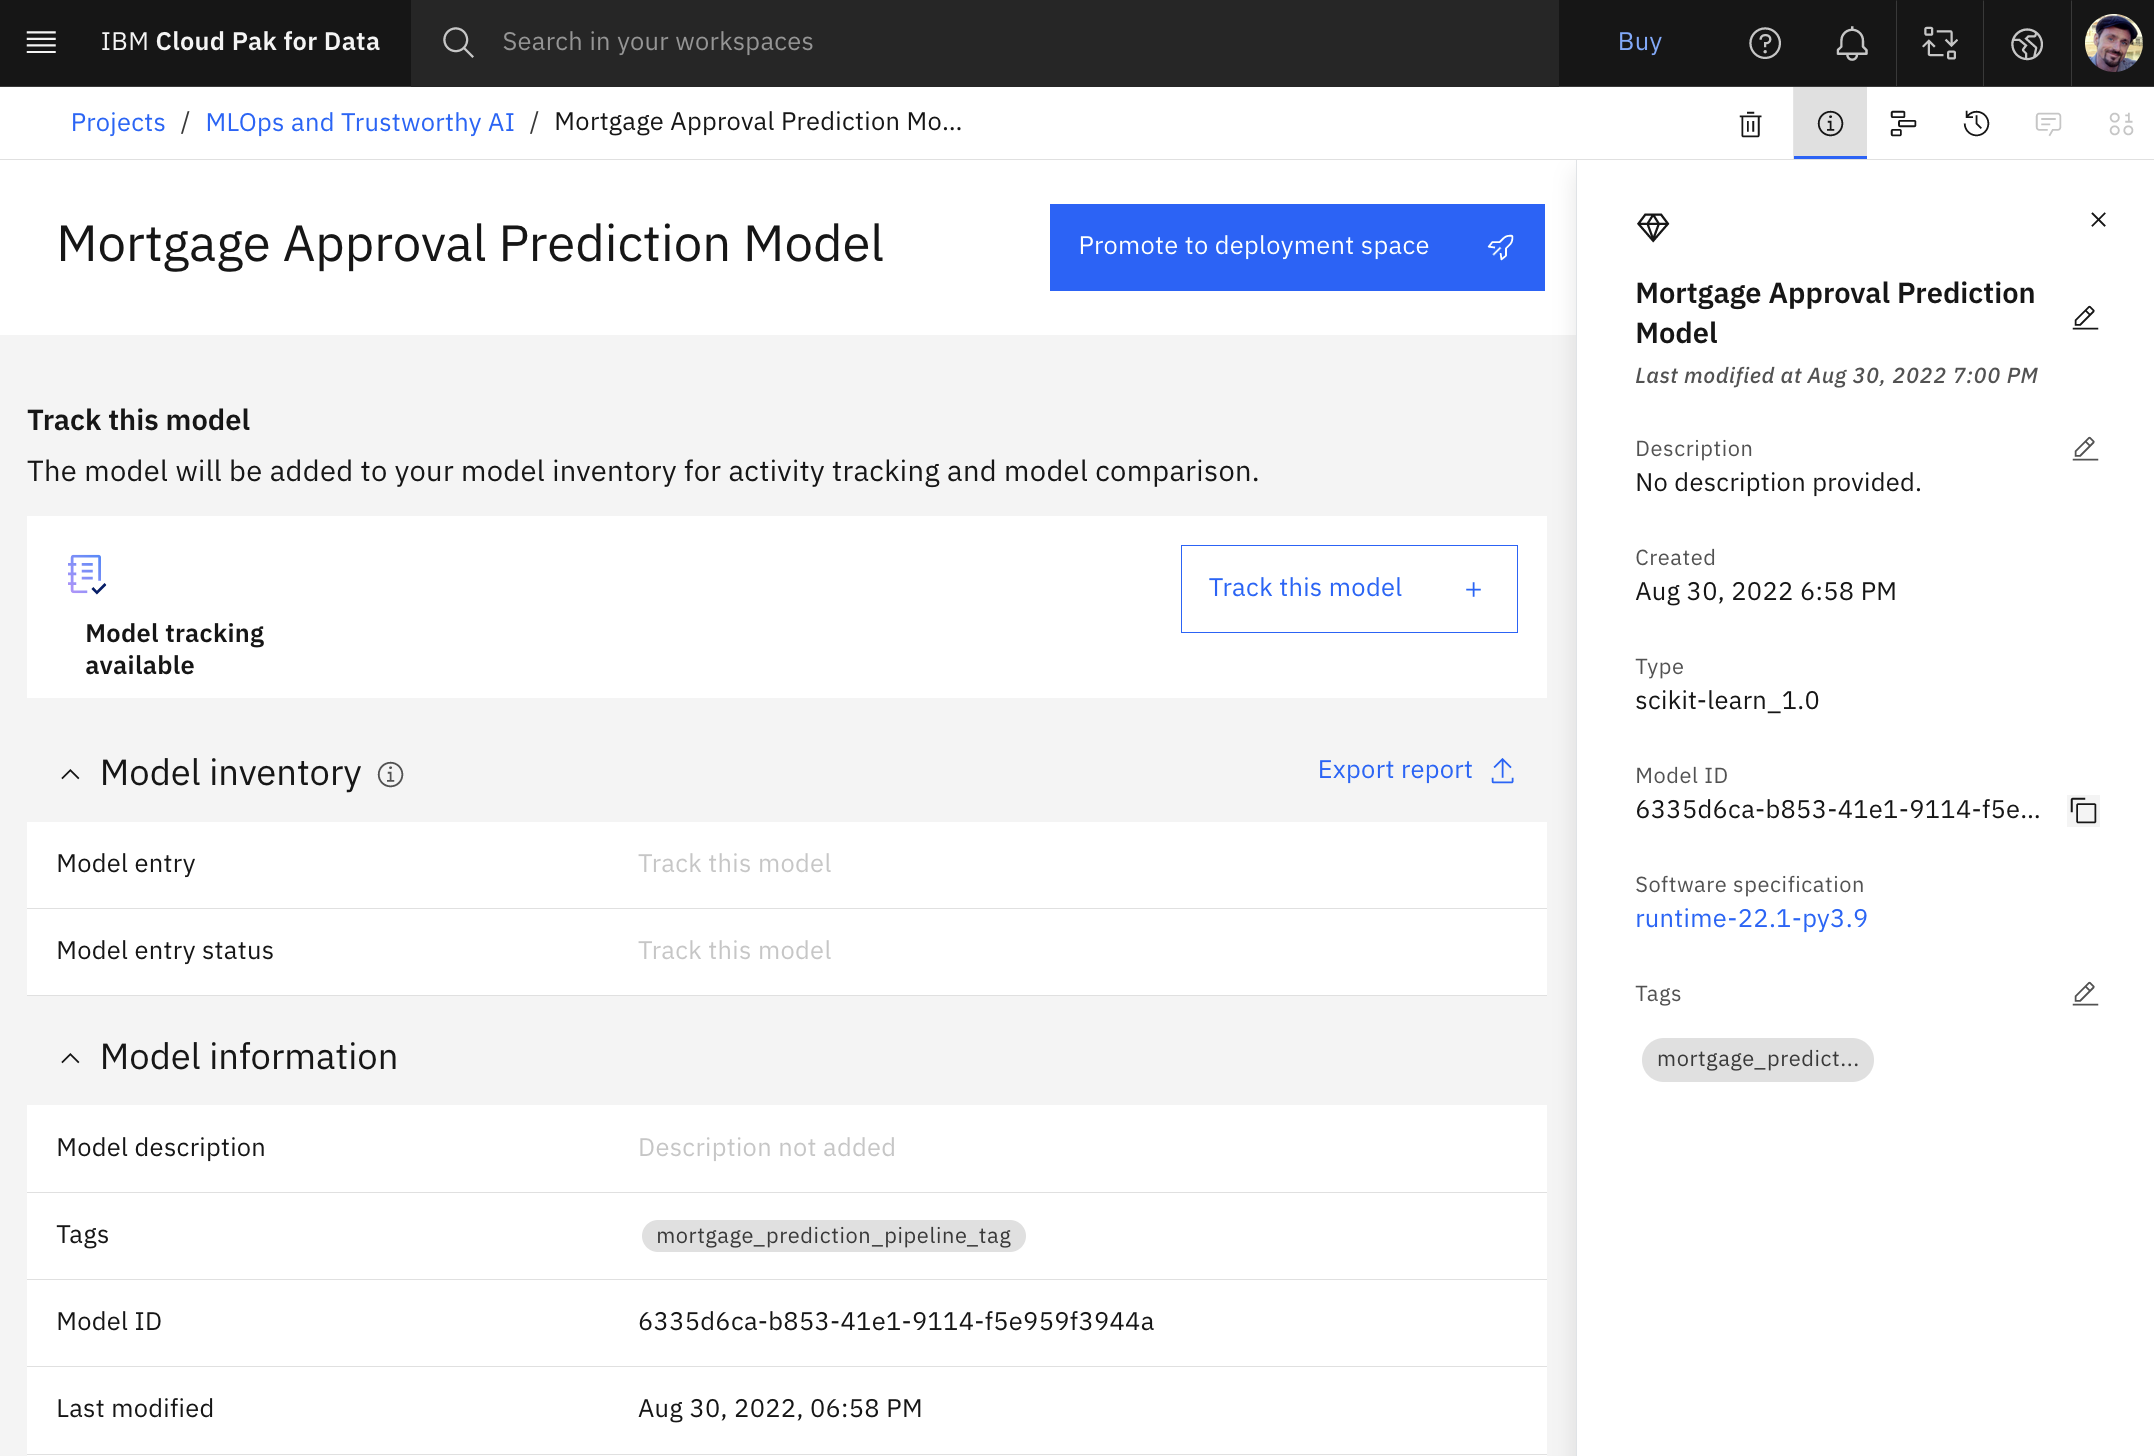 IBM Cloud Pak for Data
Search in your workspaces
Buy
Projects / MLOps and Trustworthy AI / Mortgage Approval Prediction Mo...
Mortgage Approval Prediction Model
Promote to deployment space
Track this model
The model will be added to your model inventory for activity tracking and model comparison.
Model tracking
available
Track this model +
Model inventory
Export report
Model entry Track this model
Model entry status Track this model
Model information
Model description Description not added
Tags mortgage_prediction_pipeline_tag
Model ID 6335d6ca-b853-41e1-9114-f5e959f3944a
Last modified Aug 30, 2022, 06:58 PM
Mortgage Approval Prediction
Model
Last modified at Aug 30, 2022 7:00 PM
Description
No description provided.
Created
Aug 30, 2022 6:58 PM
Type
scikit-learn_1.0
Model ID
6335d6ca-b853-41e1-9114-f5e...
Software specification
runtime-22.1-py3.9
Tags
mortgage_predict...